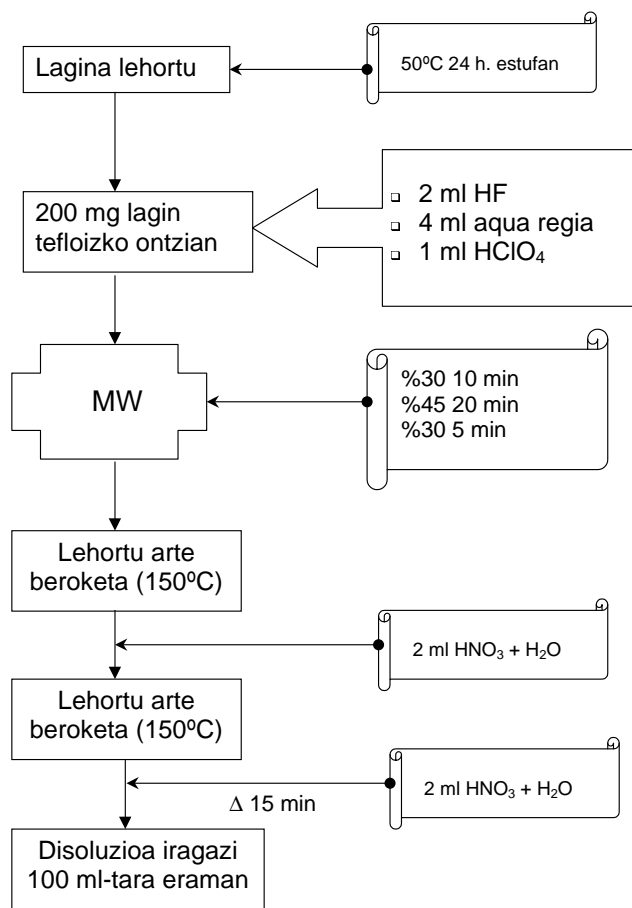 Lagina lehortu
50ºC 24 h. estufan
200 mg lagin
tefloizko ontzian
❑ 2 ml HF
❑ 4 ml aqua regia
❑ 1 ml HClO₄
MW
%30 10 min
%45 20 min
%30 5 min
Lehortu arte
beroketa (150ºC)
2 ml HNO₃ + H₂O
Lehortu arte
beroketa (150ºC)
2 ml HNO₃ + H₂O
Δ 15 min
Disoluzioa iragazi
100 ml-tara eraman